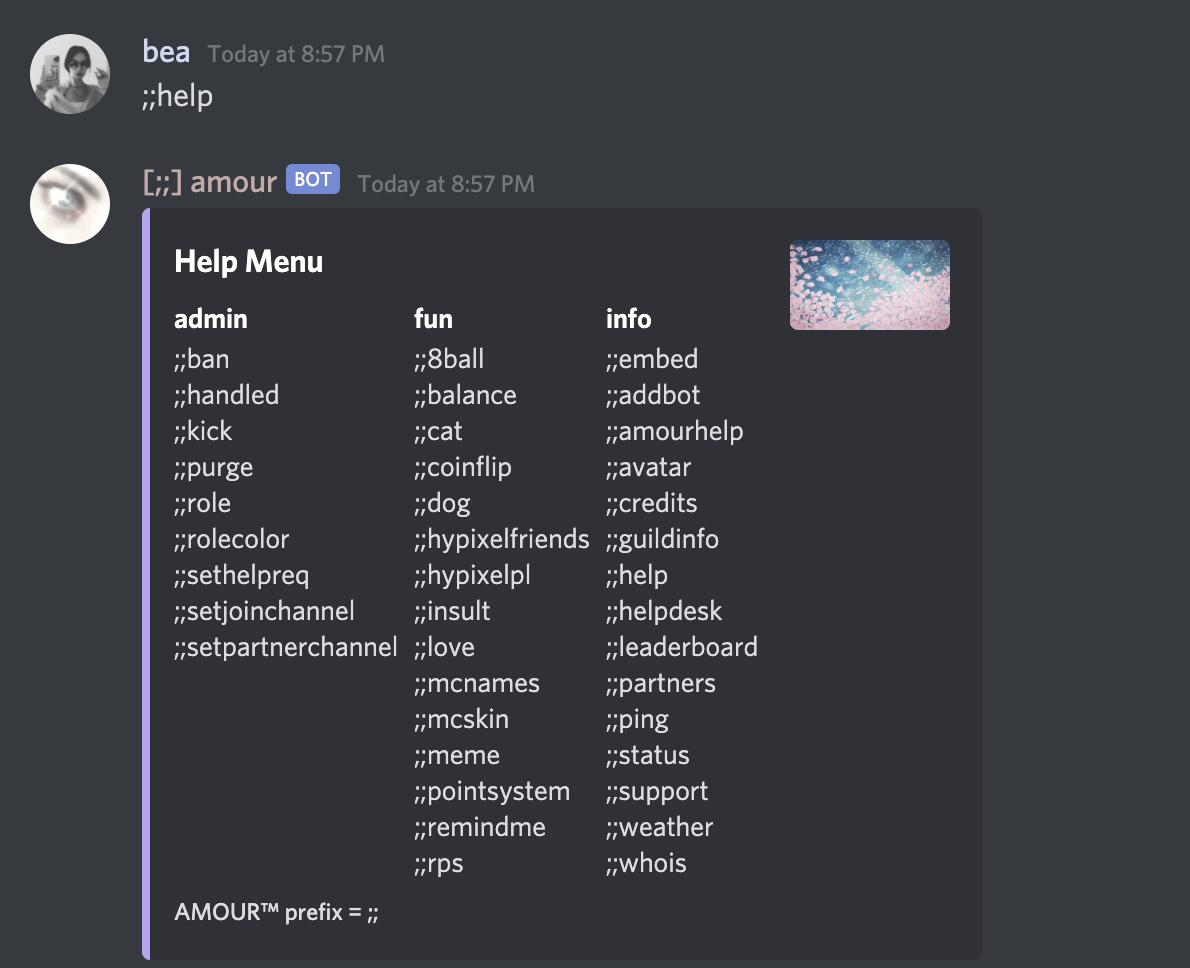 bea Today at 8:57 PM
;;help
[;;] amour BOT Today at 8:57 PM
Help Menu
admin
;;ban
;;handled
;;kick
;;purge
;;role
;;rolecolor
;;sethelpreq
;;setjoinchannel
;;setpartnerchannel
fun
;;8ball
;;balance
;;cat
;;coinflip
;;dog
;;hypixelfriends
;;hypixelpl
;;insult
;;love
;;mcnames
;;mcskin
;;meme
;;pointsystem
;;remindme
;;rps
info
;;embed
;;addbot
;;amourhelp
;;avatar
;;credits
;;guildinfo
;;help
;;helpdesk
;;leaderboard
;;partners
;;ping
;;status
;;support
;;weather
;;whois
AMOUR™ prefix = ;;